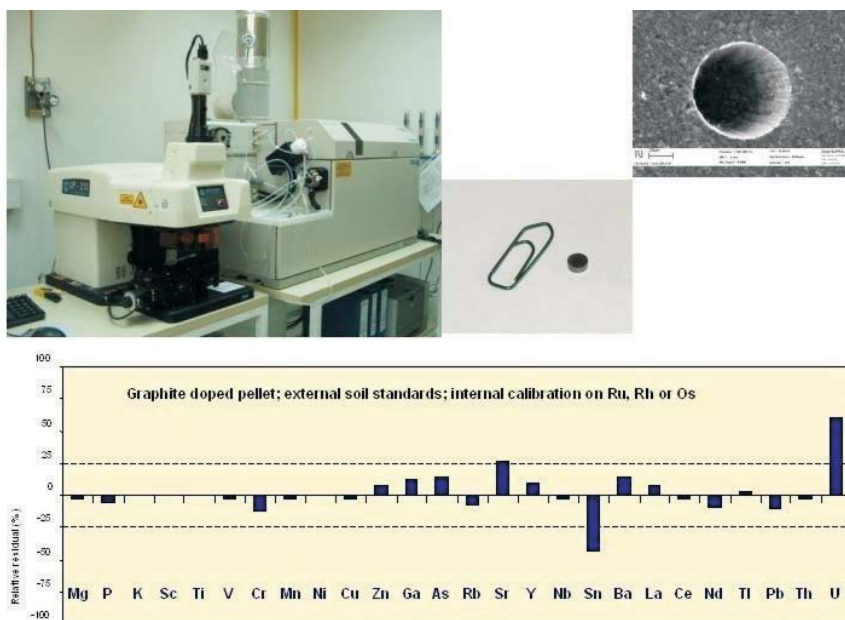 UP-213
100
75
50
25
0
-25
-50
-75
-100
Relative residual (%)
Graphite doped pellet; external soil standards; internal calibration on Ru, Rh or Os
Mg P K Sc Ti V Cr Mn Ni Cu Zn Ga As Rb Sr Y Nb Sn Ba La Ce Nd Tl Pb Th U